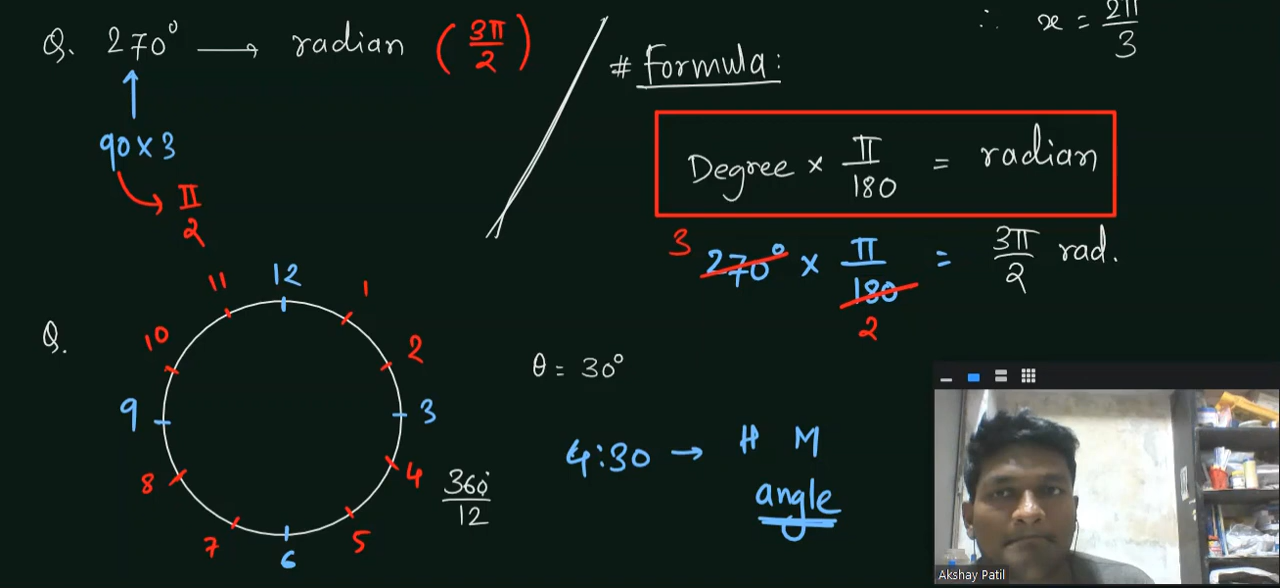 Q. 270° → radian (3π/2)
90 x 3
π/2
∴ x = 2π/3
# Formula:
Degree x π/180 = radian
3 270° x π/180 = 3π/2 rad.
2
Q.
12
1
2
3
4
5
6
7
8
9
10
11
360°/12
θ = 30°
4:30 → H M
angle
Akshay Patil